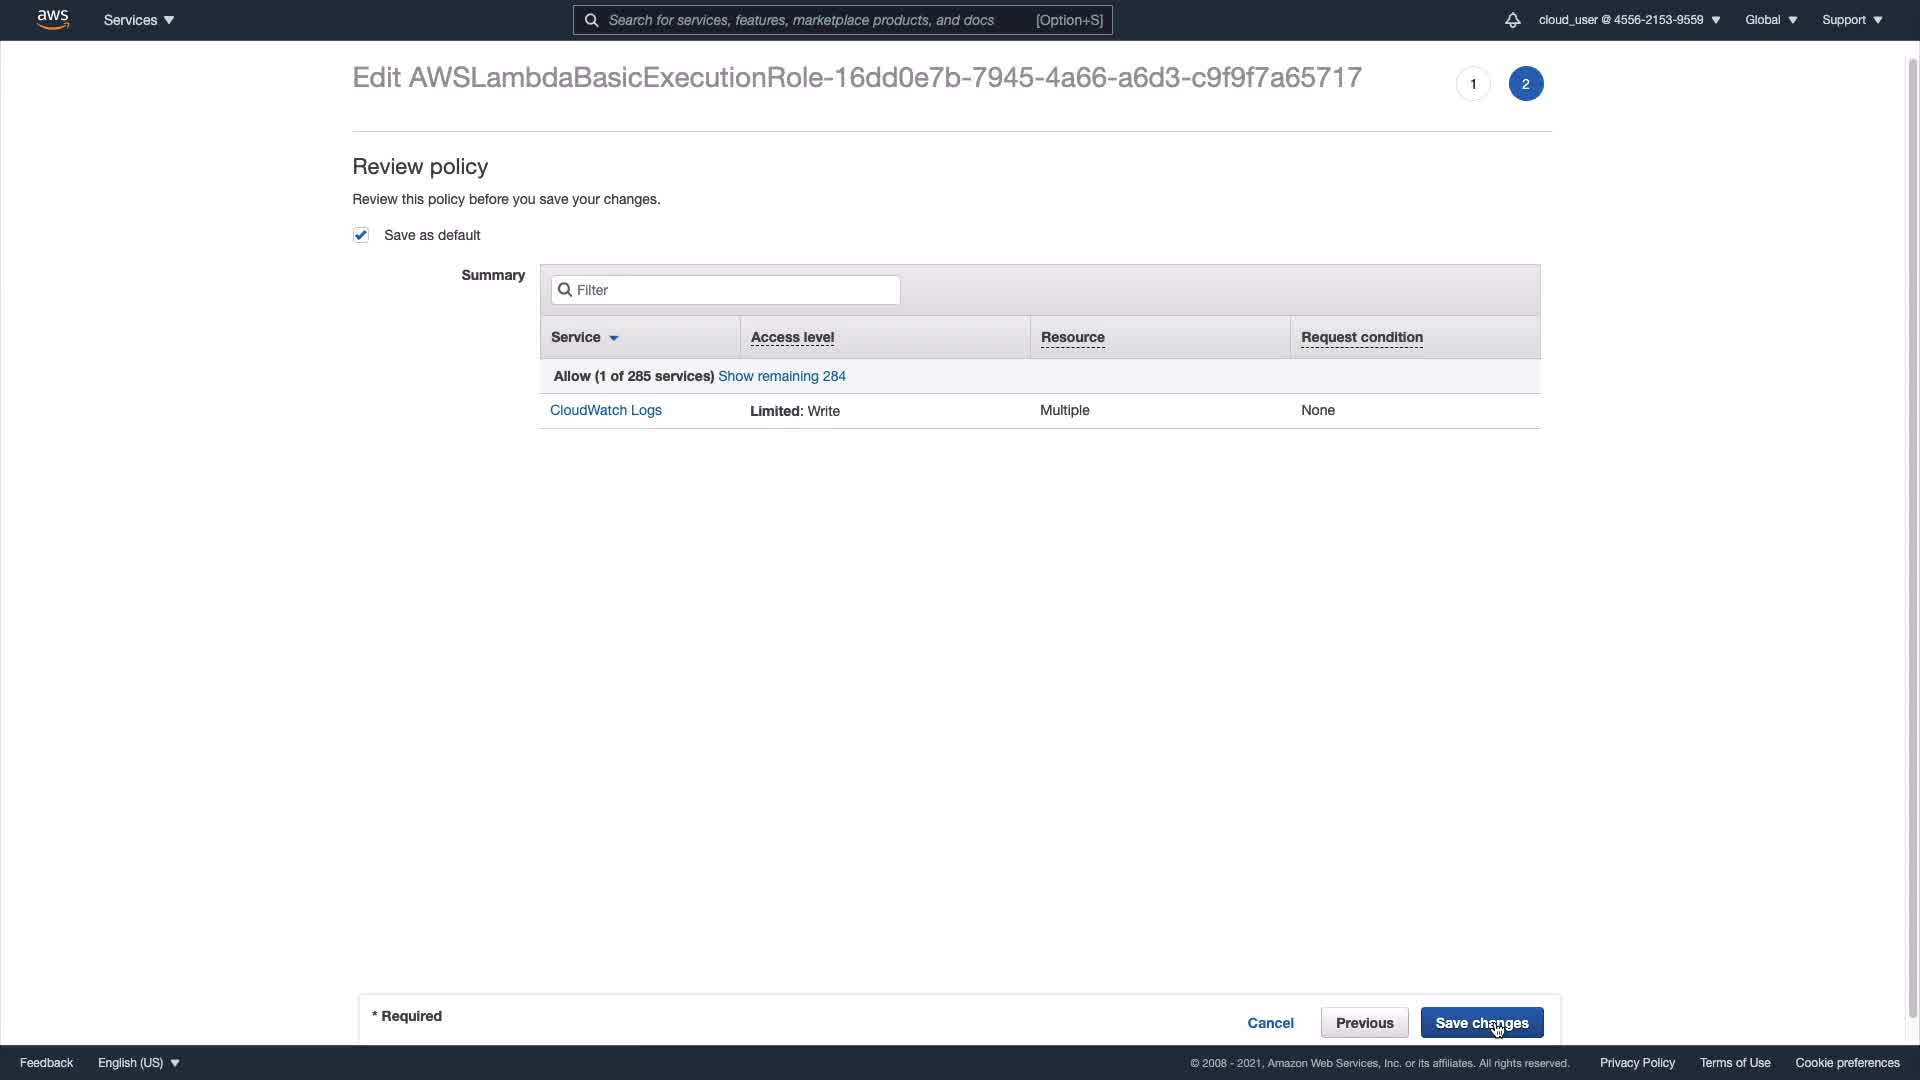 aws
Services
Search for services, features, marketplace products, and docs [Option+S]
cloud_user @ 4556-2153-9559
Global
Support
Edit AWSLambdaBasicExecutionRole-16dd0e7b-7945-4a66-a6d3-c9f9f7a65717
1
2
Review policy
Review this policy before you save your changes.
Save as default
Summary
Filter
Service Access level Resource Request condition
Allow (1 of 285 services) Show remaining 284
CloudWatch Logs Limited: Write Multiple None
* Required
Cancel Previous Save changes
Feedback English (US) © 2008 - 2021, Amazon Web Services, Inc. or its affiliates. All rights reserved. Privacy Policy Terms of Use Cookie preferences